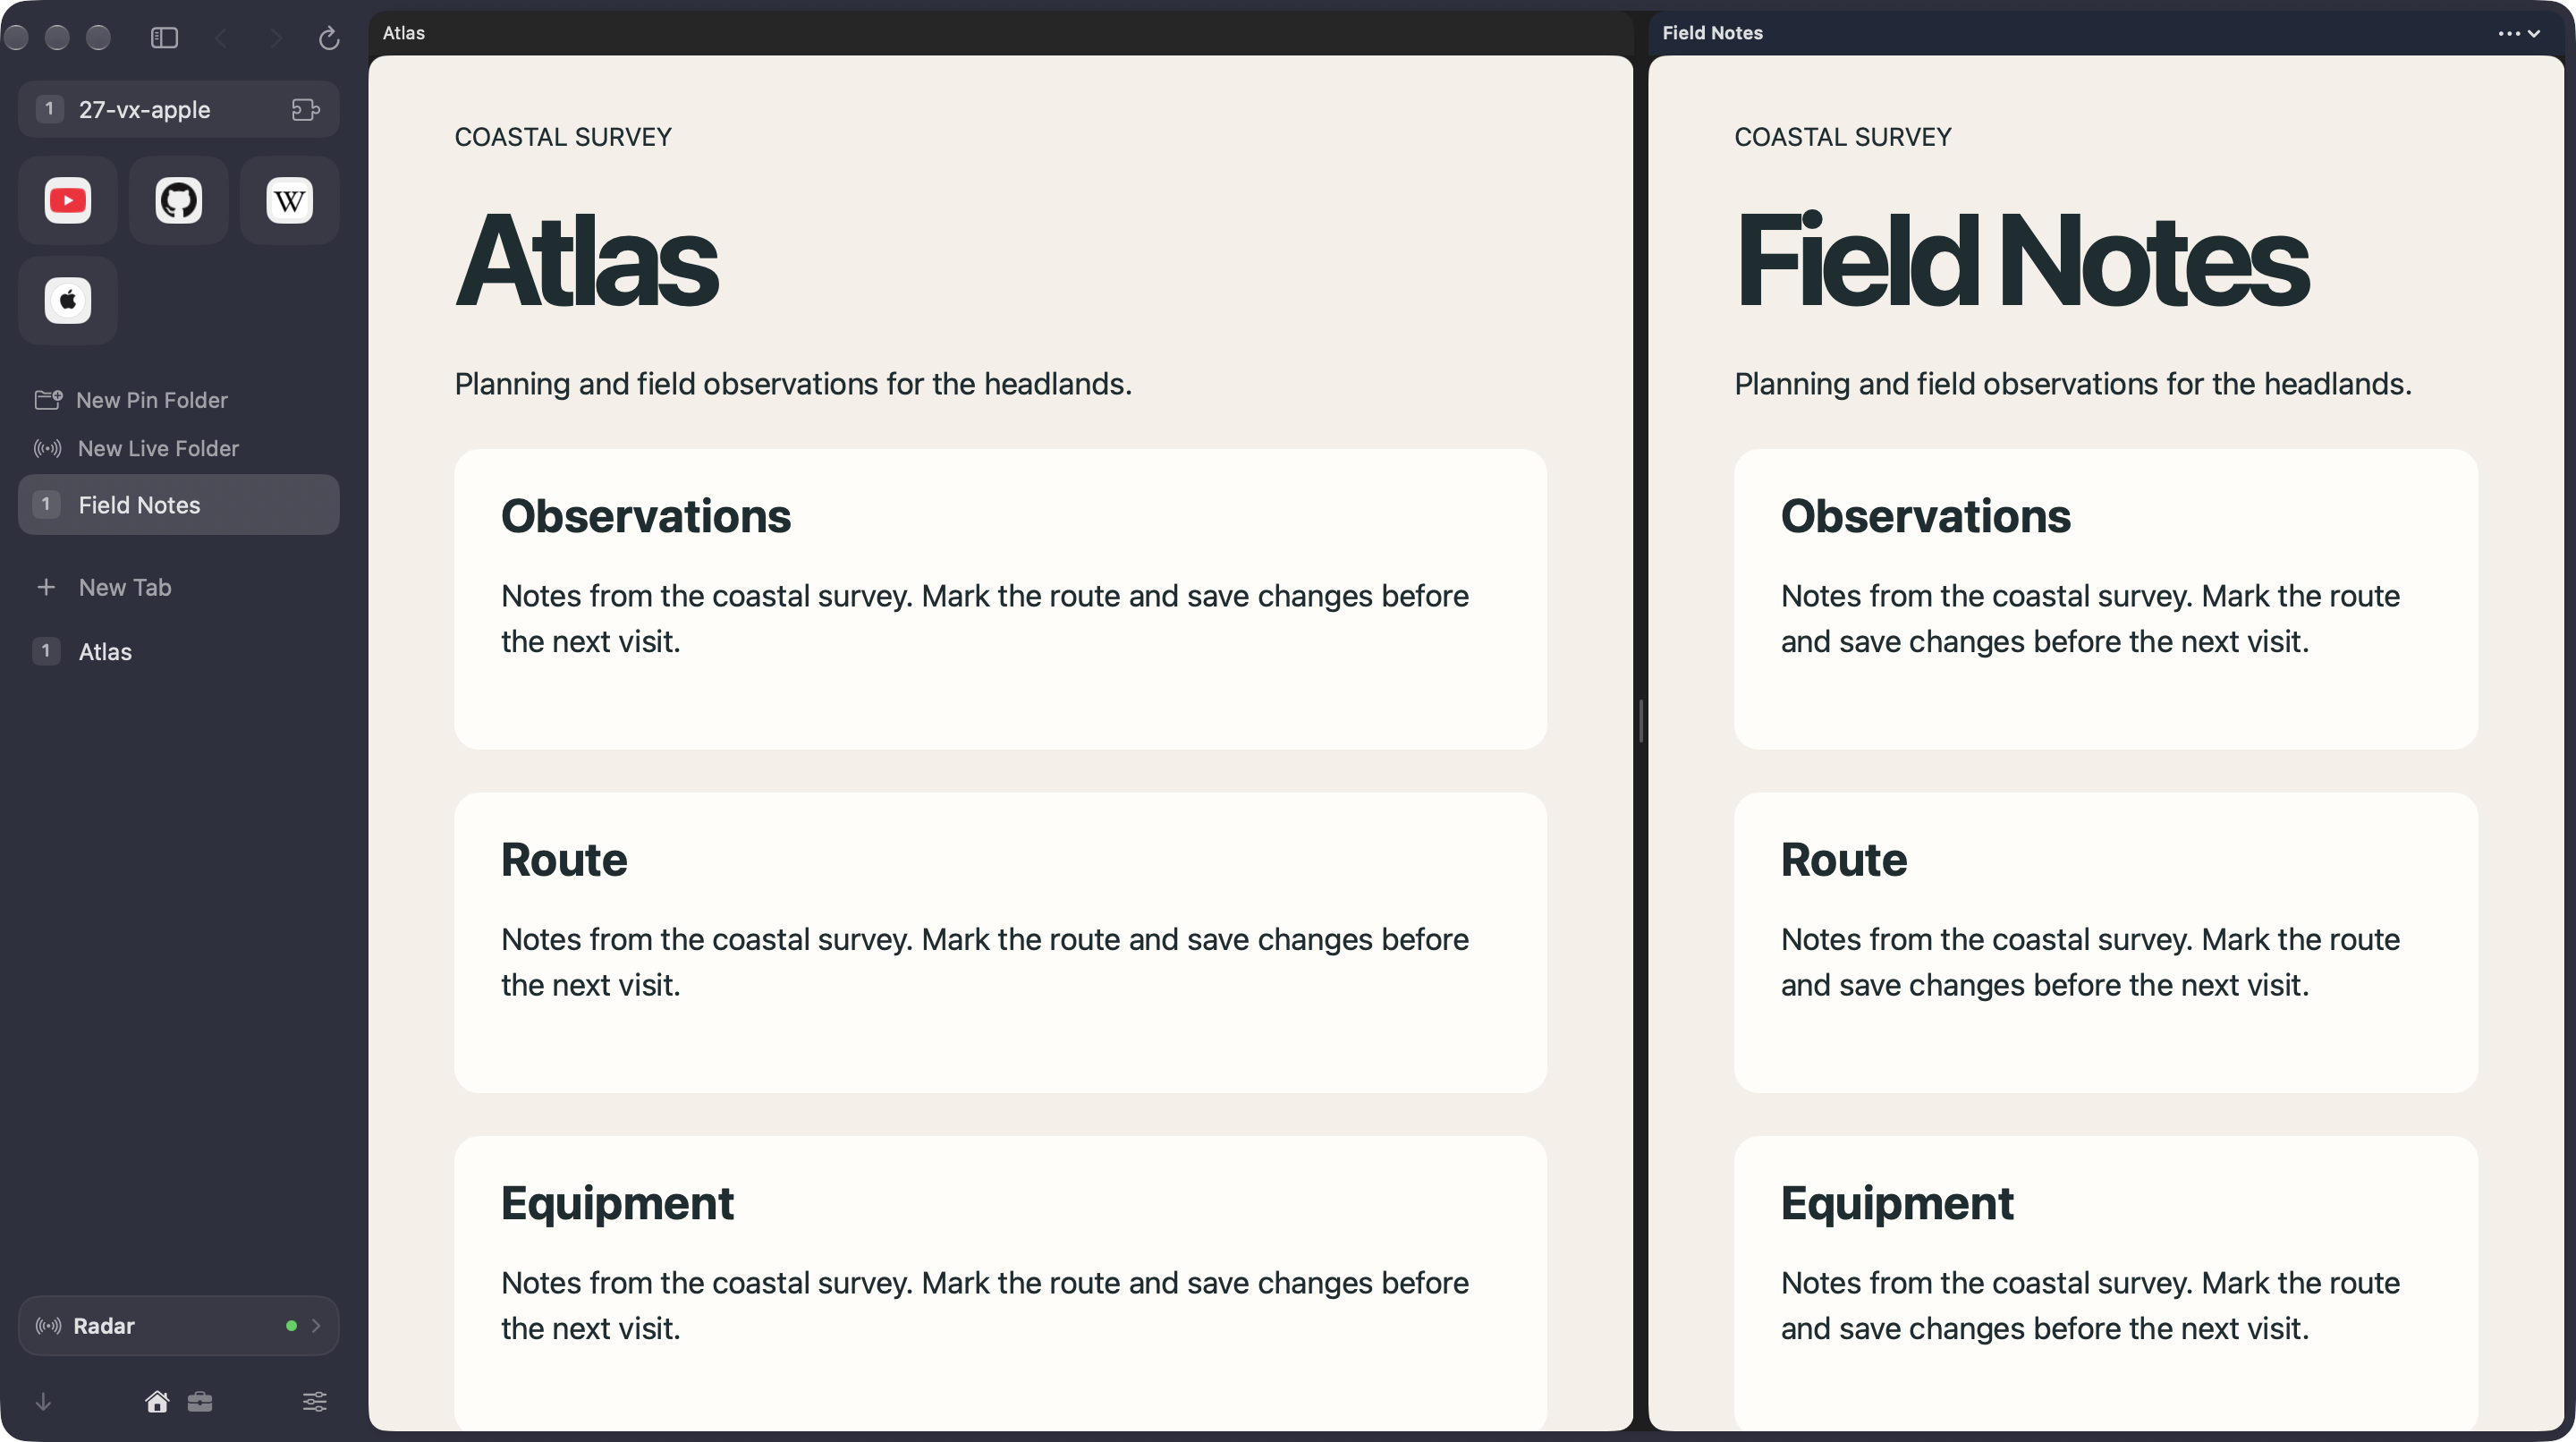 1 27-vx-apple
W
New Pin Folder
New Live Folder
1 Field Notes
New Tab
1 Atlas
Radar
Atlas
COASTAL SURVEY
Atlas
Planning and field observations for the headlands.
Observations
Notes from the coastal survey. Mark the route and save changes before
the next visit.
Route
Notes from the coastal survey. Mark the route and save changes before
the next visit.
Equipment
Notes from the coastal survey. Mark the route and save changes before
the next visit.
Field Notes
COASTAL SURVEY
Field Notes
Planning and field observations for the headlands.
Observations
Notes from the coastal survey. Mark the route
and save changes before the next visit.
Route
Notes from the coastal survey. Mark the route
and save changes before the next visit.
Equipment
Notes from the coastal survey. Mark the route
and save changes before the next visit.